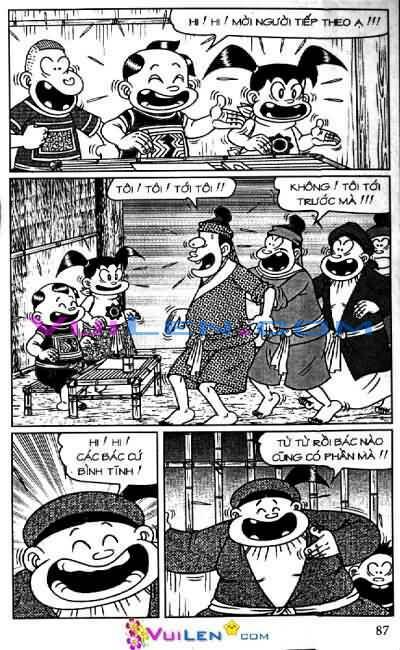 HI! HI! MỜI NGƯỜI TIẾP THEO Ạ!!!
TÔI! TÔI! TỚI TÔI!!
KHÔNG! TÔI TỚI
TRƯỚC MÀ!!!
VUILEN.COM
HI! HI!
CÁC BÁC CỨ
BÌNH TĨNH!
TỪ TỪ RỒI BÁC NÀO
CŨNG CÓ PHẦN MÀ!!
87
VUILEN.COM